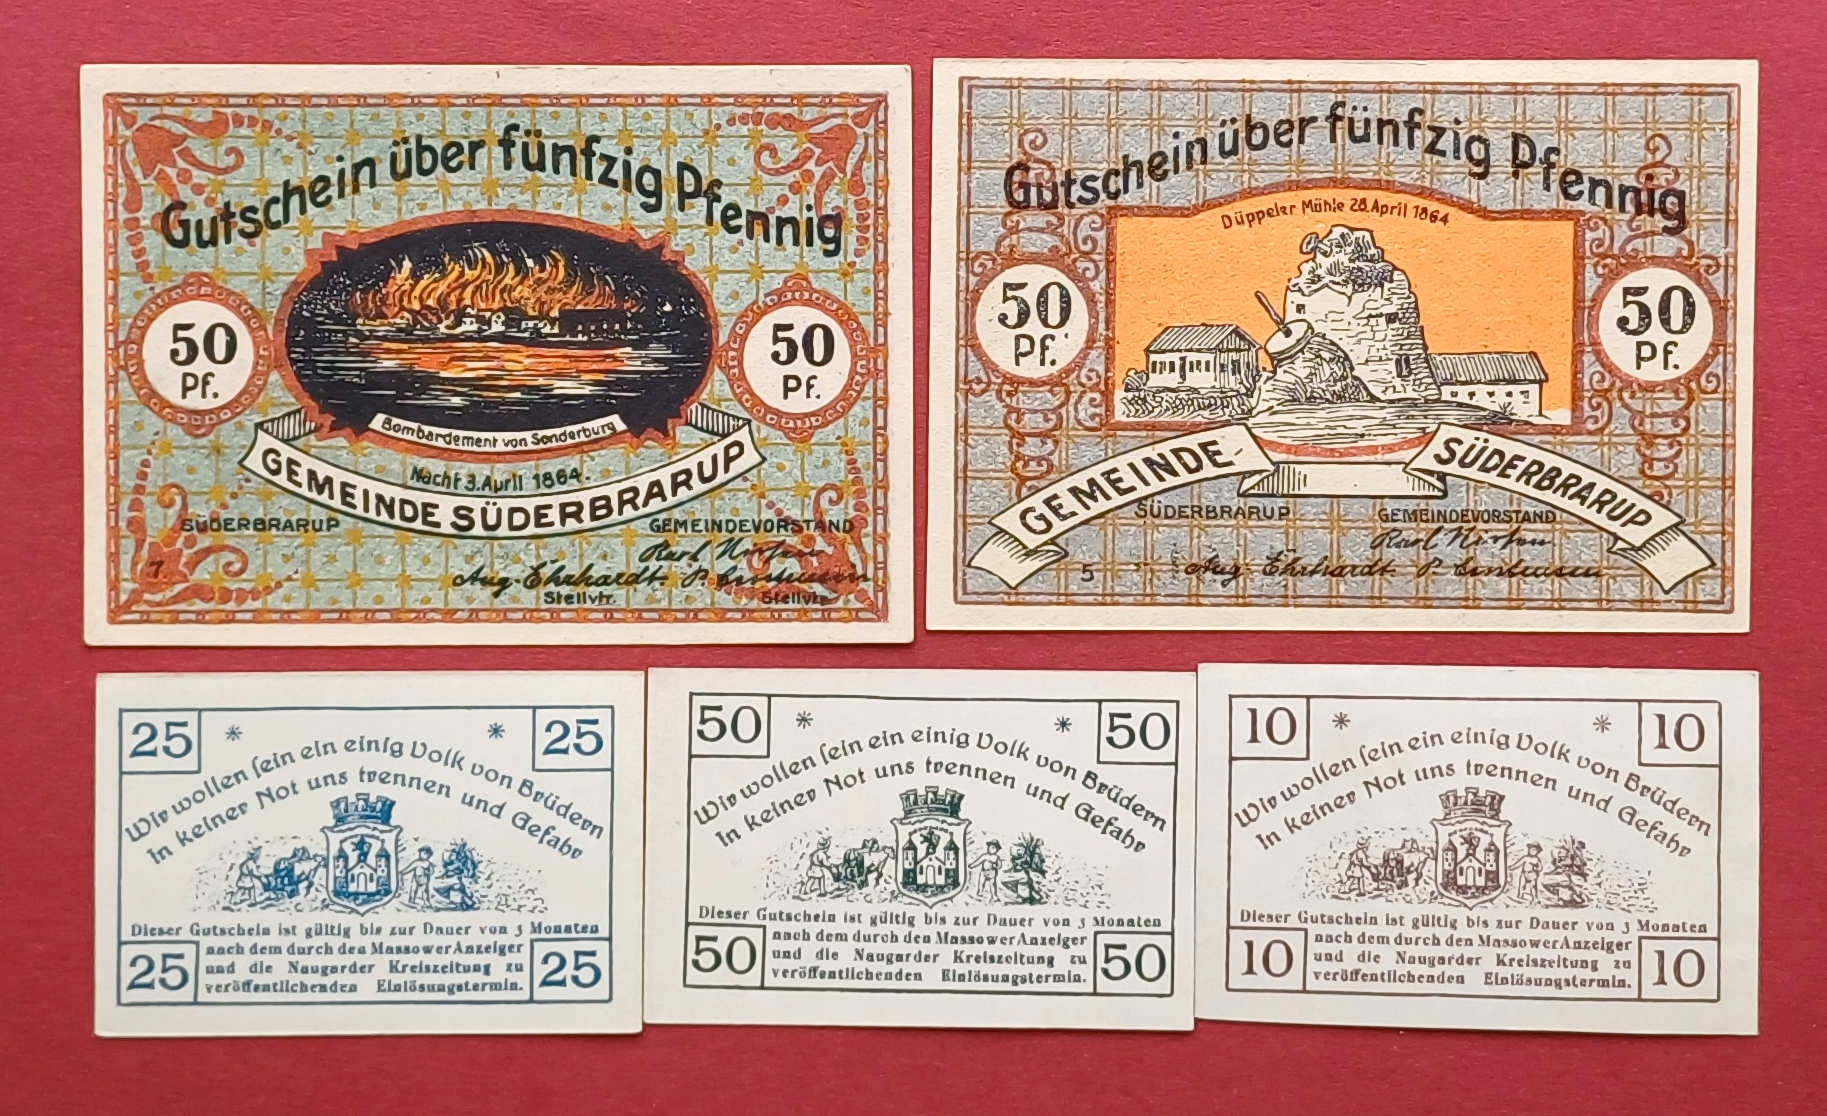 Gutschein über fünfzig Pfennig
50 Pf.
50 Pf.
Bombardement von Sonderburg
Nacht 3. April 1864.
GEMEINDE SÜDERBRARUP
SÜDERBRARUP
GEMEINDEVORSTAND
7
Aug. Ehrhardt.
Stellvtr.
Stellvtr.
Gutschein über fünfzig Pfennig
Düppeler Mühle 28. April 1864
50 Pf.
50 Pf.
GEMEINDE SÜDERBRARUP
SÜDERBRARUP
GEMEINDEVORSTAND
5
Aug. Ehrhardt.
25
25
Wir wollen sein ein einig Volk von Brüdern
In keiner Not uns trennen und Gefahr
Dieser Gutschein ist gültig bis zur Dauer von 3 Monaten
nach dem durch den Massower Anzeiger
und die Naugarder Kreiszeitung zu
veröffentlichenden Einlösungstermin.
25
25
50
50
Wir wollen sein ein einig Volk von Brüdern
In keiner Not uns trennen und Gefahr
Dieser Gutschein ist gültig bis zur Dauer von 3 Monaten
nach dem durch den Massower Anzeiger
und die Naugarder Kreiszeitung zu
veröffentlichenden Einlösungstermin.
50
50
10
10
Wir wollen sein ein einig Volk von Brüdern
In keiner Not uns trennen und Gefahr
Dieser Gutschein ist gültig bis zur Dauer von 3 Monaten
nach dem durch den Massower Anzeiger
und die Naugarder Kreiszeitung zu
veröffentlichenden Einlösungstermin.
10
10